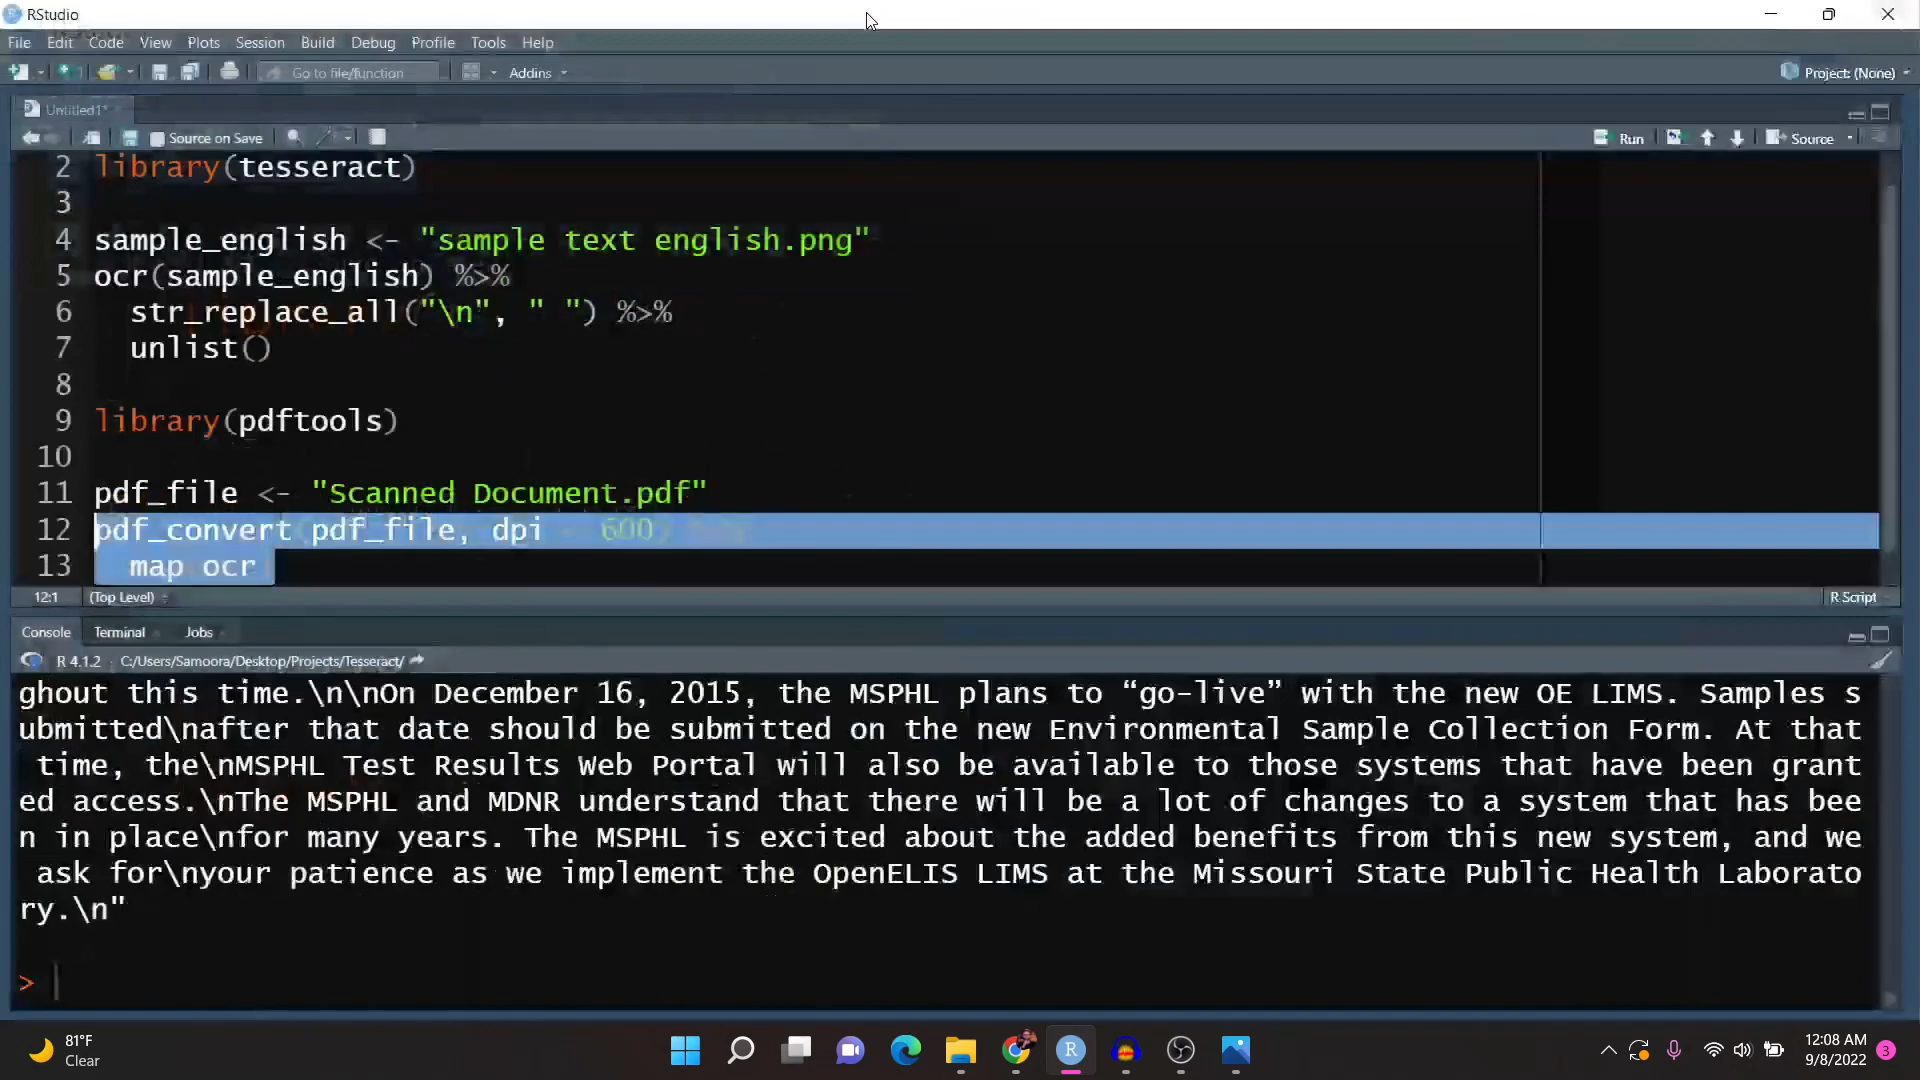 RStudio
File Edit Code View Plots Session Build Debug Profile Tools Help
Go to file/function Addins Project: (None)
Untitled1*
Source on Save Run Source
2 library(tesseract)
3
4 sample_english <- "sample text english.png"
5 ocr(sample_english) %>%
6 str_replace_all("\n", " ") %>%
7 unlist()
8
9 library(pdftools)
10
11 pdf_file <- "Scanned Document.pdf"
12 pdf_convert(pdf_file, dpi = 600)
13 map ocr
12:1 (Top Level) R Script
Console Terminal Jobs
R 4.1.2 C:/Users/Samoora/Desktop/Projects/Tesseract/
ghout this time.\n\nOn December 16, 2015, the MSPHL plans to “go-live” with the new OE LIMS. Samples s
ubmitted\nafter that date should be submitted on the new Environmental Sample Collection Form. At that
time, the\nMSPHL Test Results Web Portal will also be available to those systems that have been grant
ed access.\nThe MSPHL and MDNR understand that there will be a lot of changes to a system that has bee
n in place\nfor many years. The MSPHL is excited about the added benefits from this new system, and we
ask for\nyour patience as we implement the OpenELIS LIMS at the Missouri State Public Health Laborato
ry.\n"
>
81°F
Clear
12:08 AM
9/8/2022 3